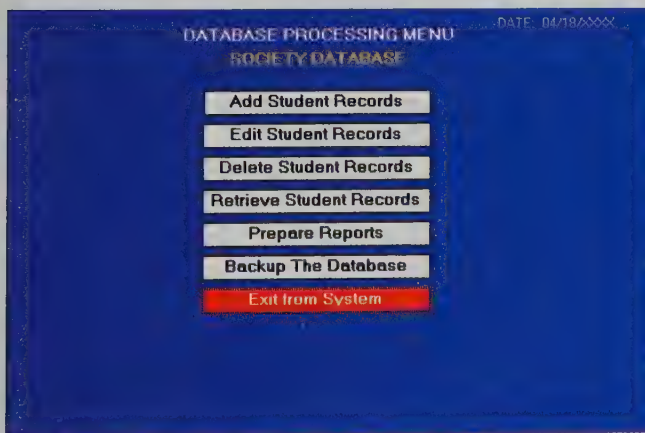 DATE: 04/18/XXXX
DATABASE PROCESSING MENU
SOCIETY DATABASE
Add Student Records
Edit Student Records
Delete Student Records
Retrieve Student Records
Prepare Reports
Backup The Database
Exit from System